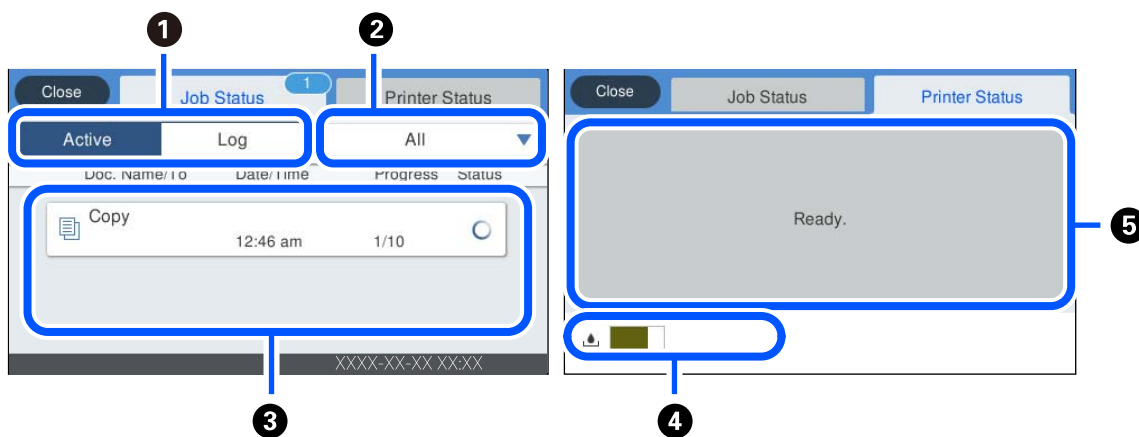 1
2
Close
Job Status
1
Printer Status
Active
Log
All
Doc. Name/To
Date/Time
Progress
Status
Copy
12:46 am
1/10
XXXX-XX-XX XX:XX
3
Close
Job Status
Printer Status
Ready.
5
4